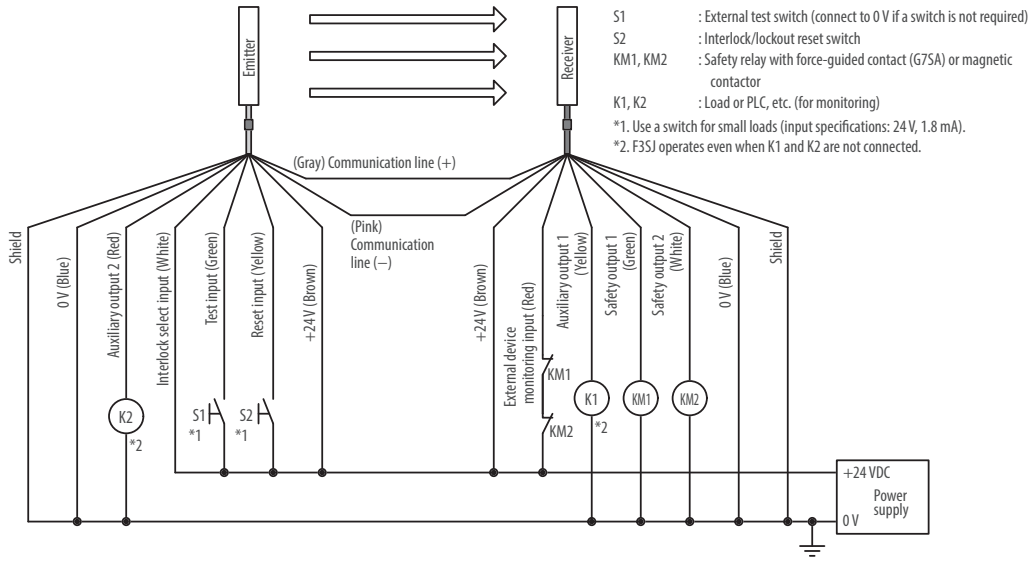 Emitter
Receiver
S1 : External test switch (connect to 0 V if a switch is not required)
S2 : Interlock/lockout reset switch
KM1, KM2 : Safety relay with force-guided contact (G7SA) or magnetic
contactor
K1, K2 : Load or PLC, etc. (for monitoring)
*1. Use a switch for small loads (input specifications: 24 V, 1.8 mA).
*2. F3SJ operates even when K1 and K2 are not connected.
(Gray) Communication line (+)
(Pink)
Communication
line (−)
Shield
0 V (Blue)
Auxiliary output 2 (Red)
Interlock select input (White)
Test input (Green)
Reset input (Yellow)
+24 V (Brown)
+24 V (Brown)
External device
monitoring input (Red)
Auxiliary output 1
(Yellow)
Safety output 1
(Green)
Safety output 2
(White)
0 V (Blue)
Shield
K2
*2
S1
*1
S2
*1
KM1
KM2
K1
*2
KM1
KM2
+24 VDC
Power
supply
0 V